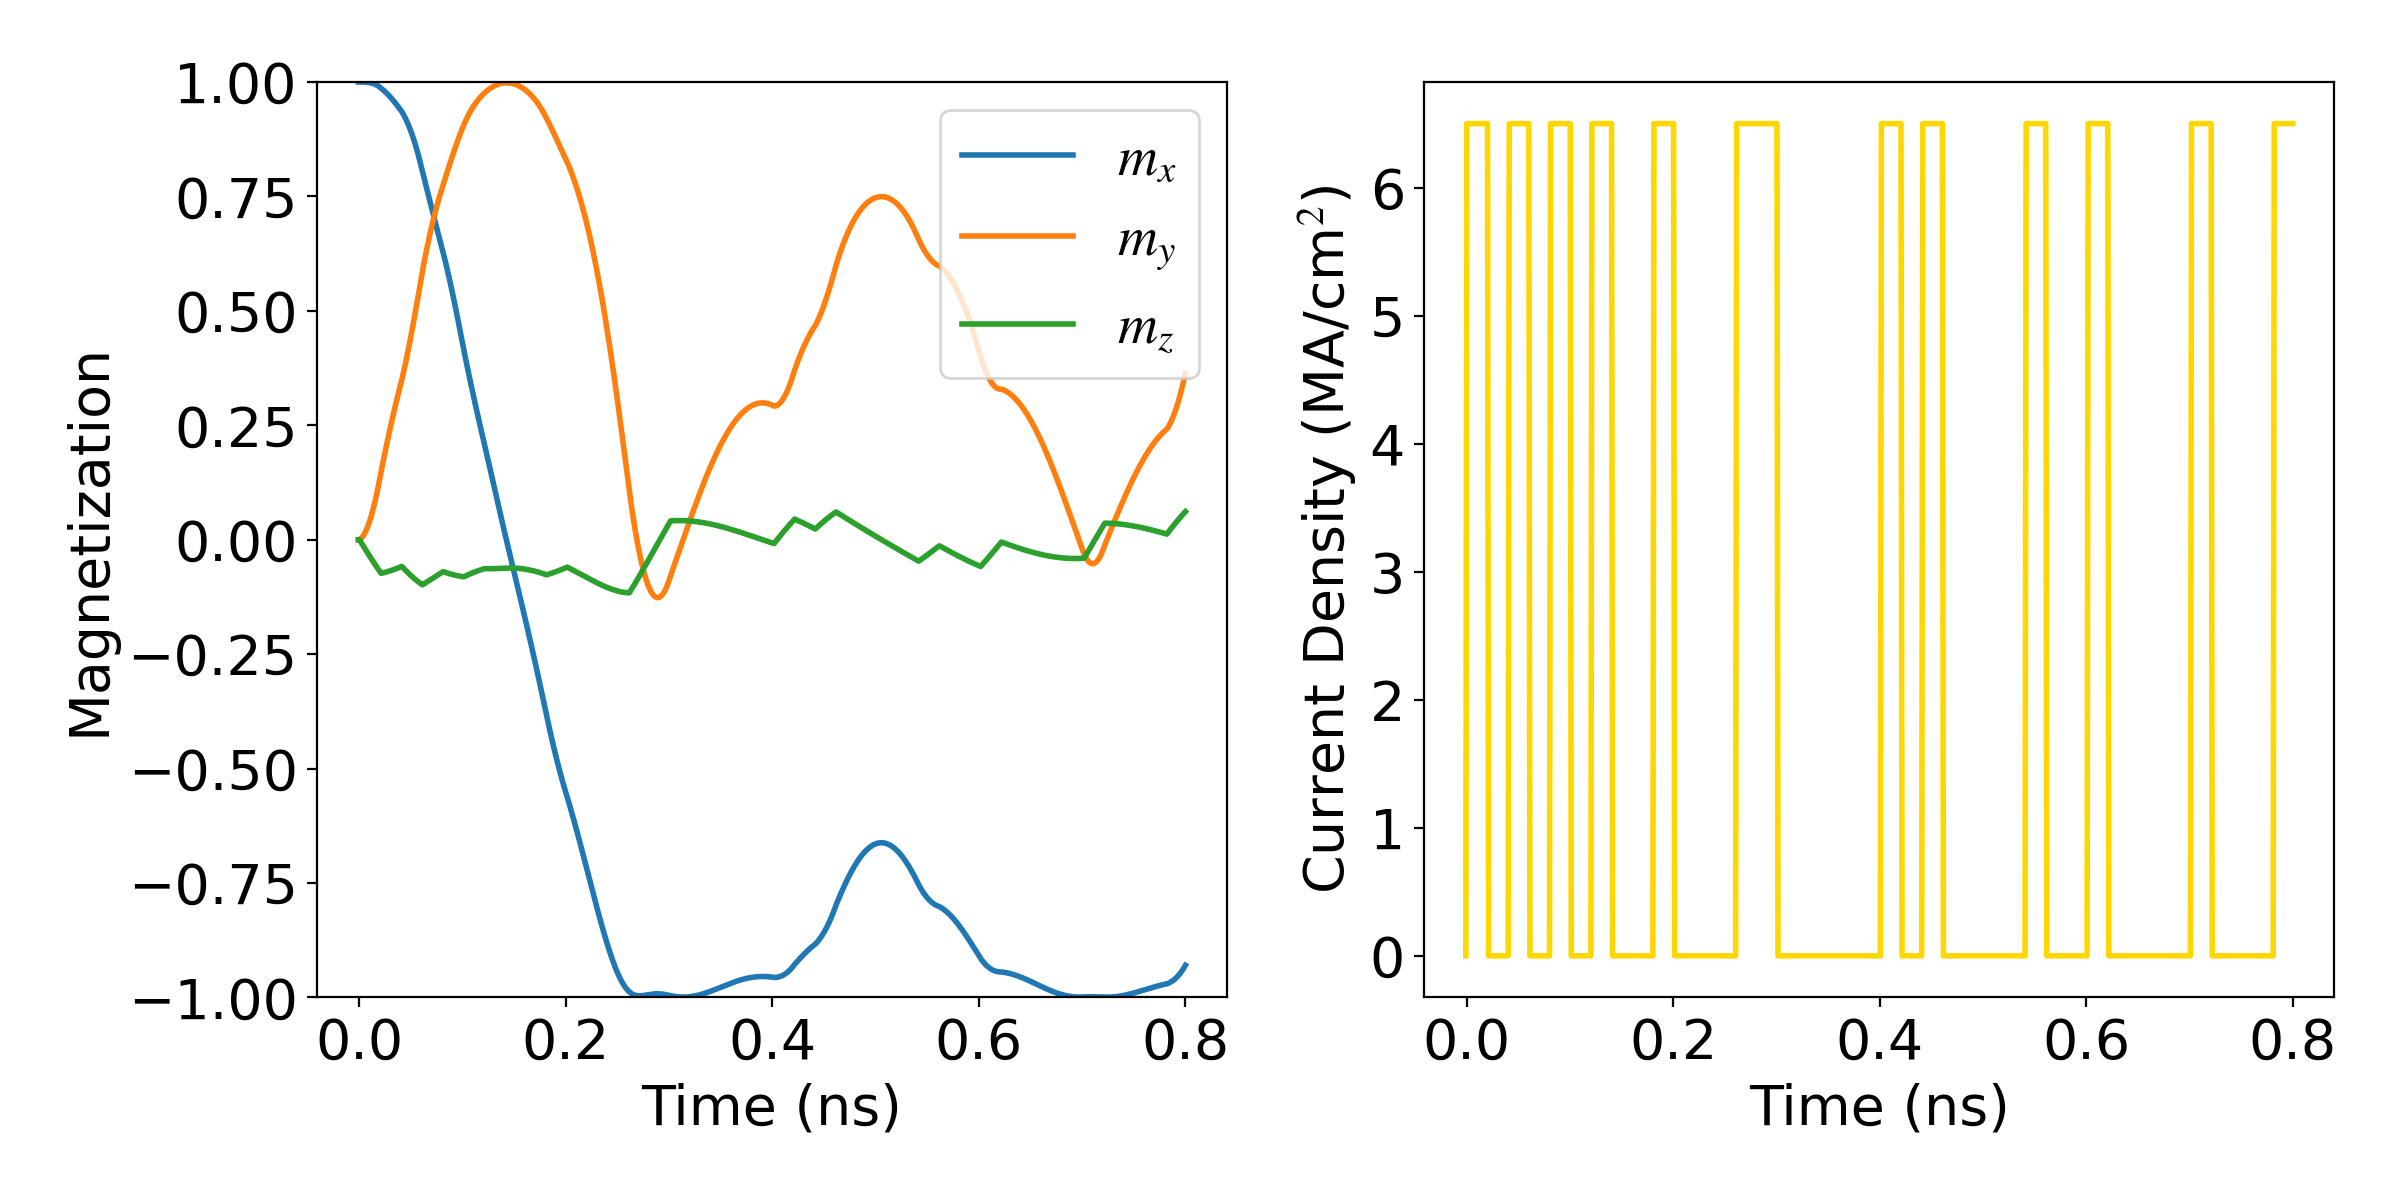 1.00
0.75
0.50
0.25
0.00
−0.25
−0.50
−0.75
−1.00
Magnetization
0.0 0.2 0.4 0.6 0.8
Time (ns)
m_x
m_y
m_z
6
5
4
3
2
1
0
Current Density (MA/cm²)
0.0 0.2 0.4 0.6 0.8
Time (ns)